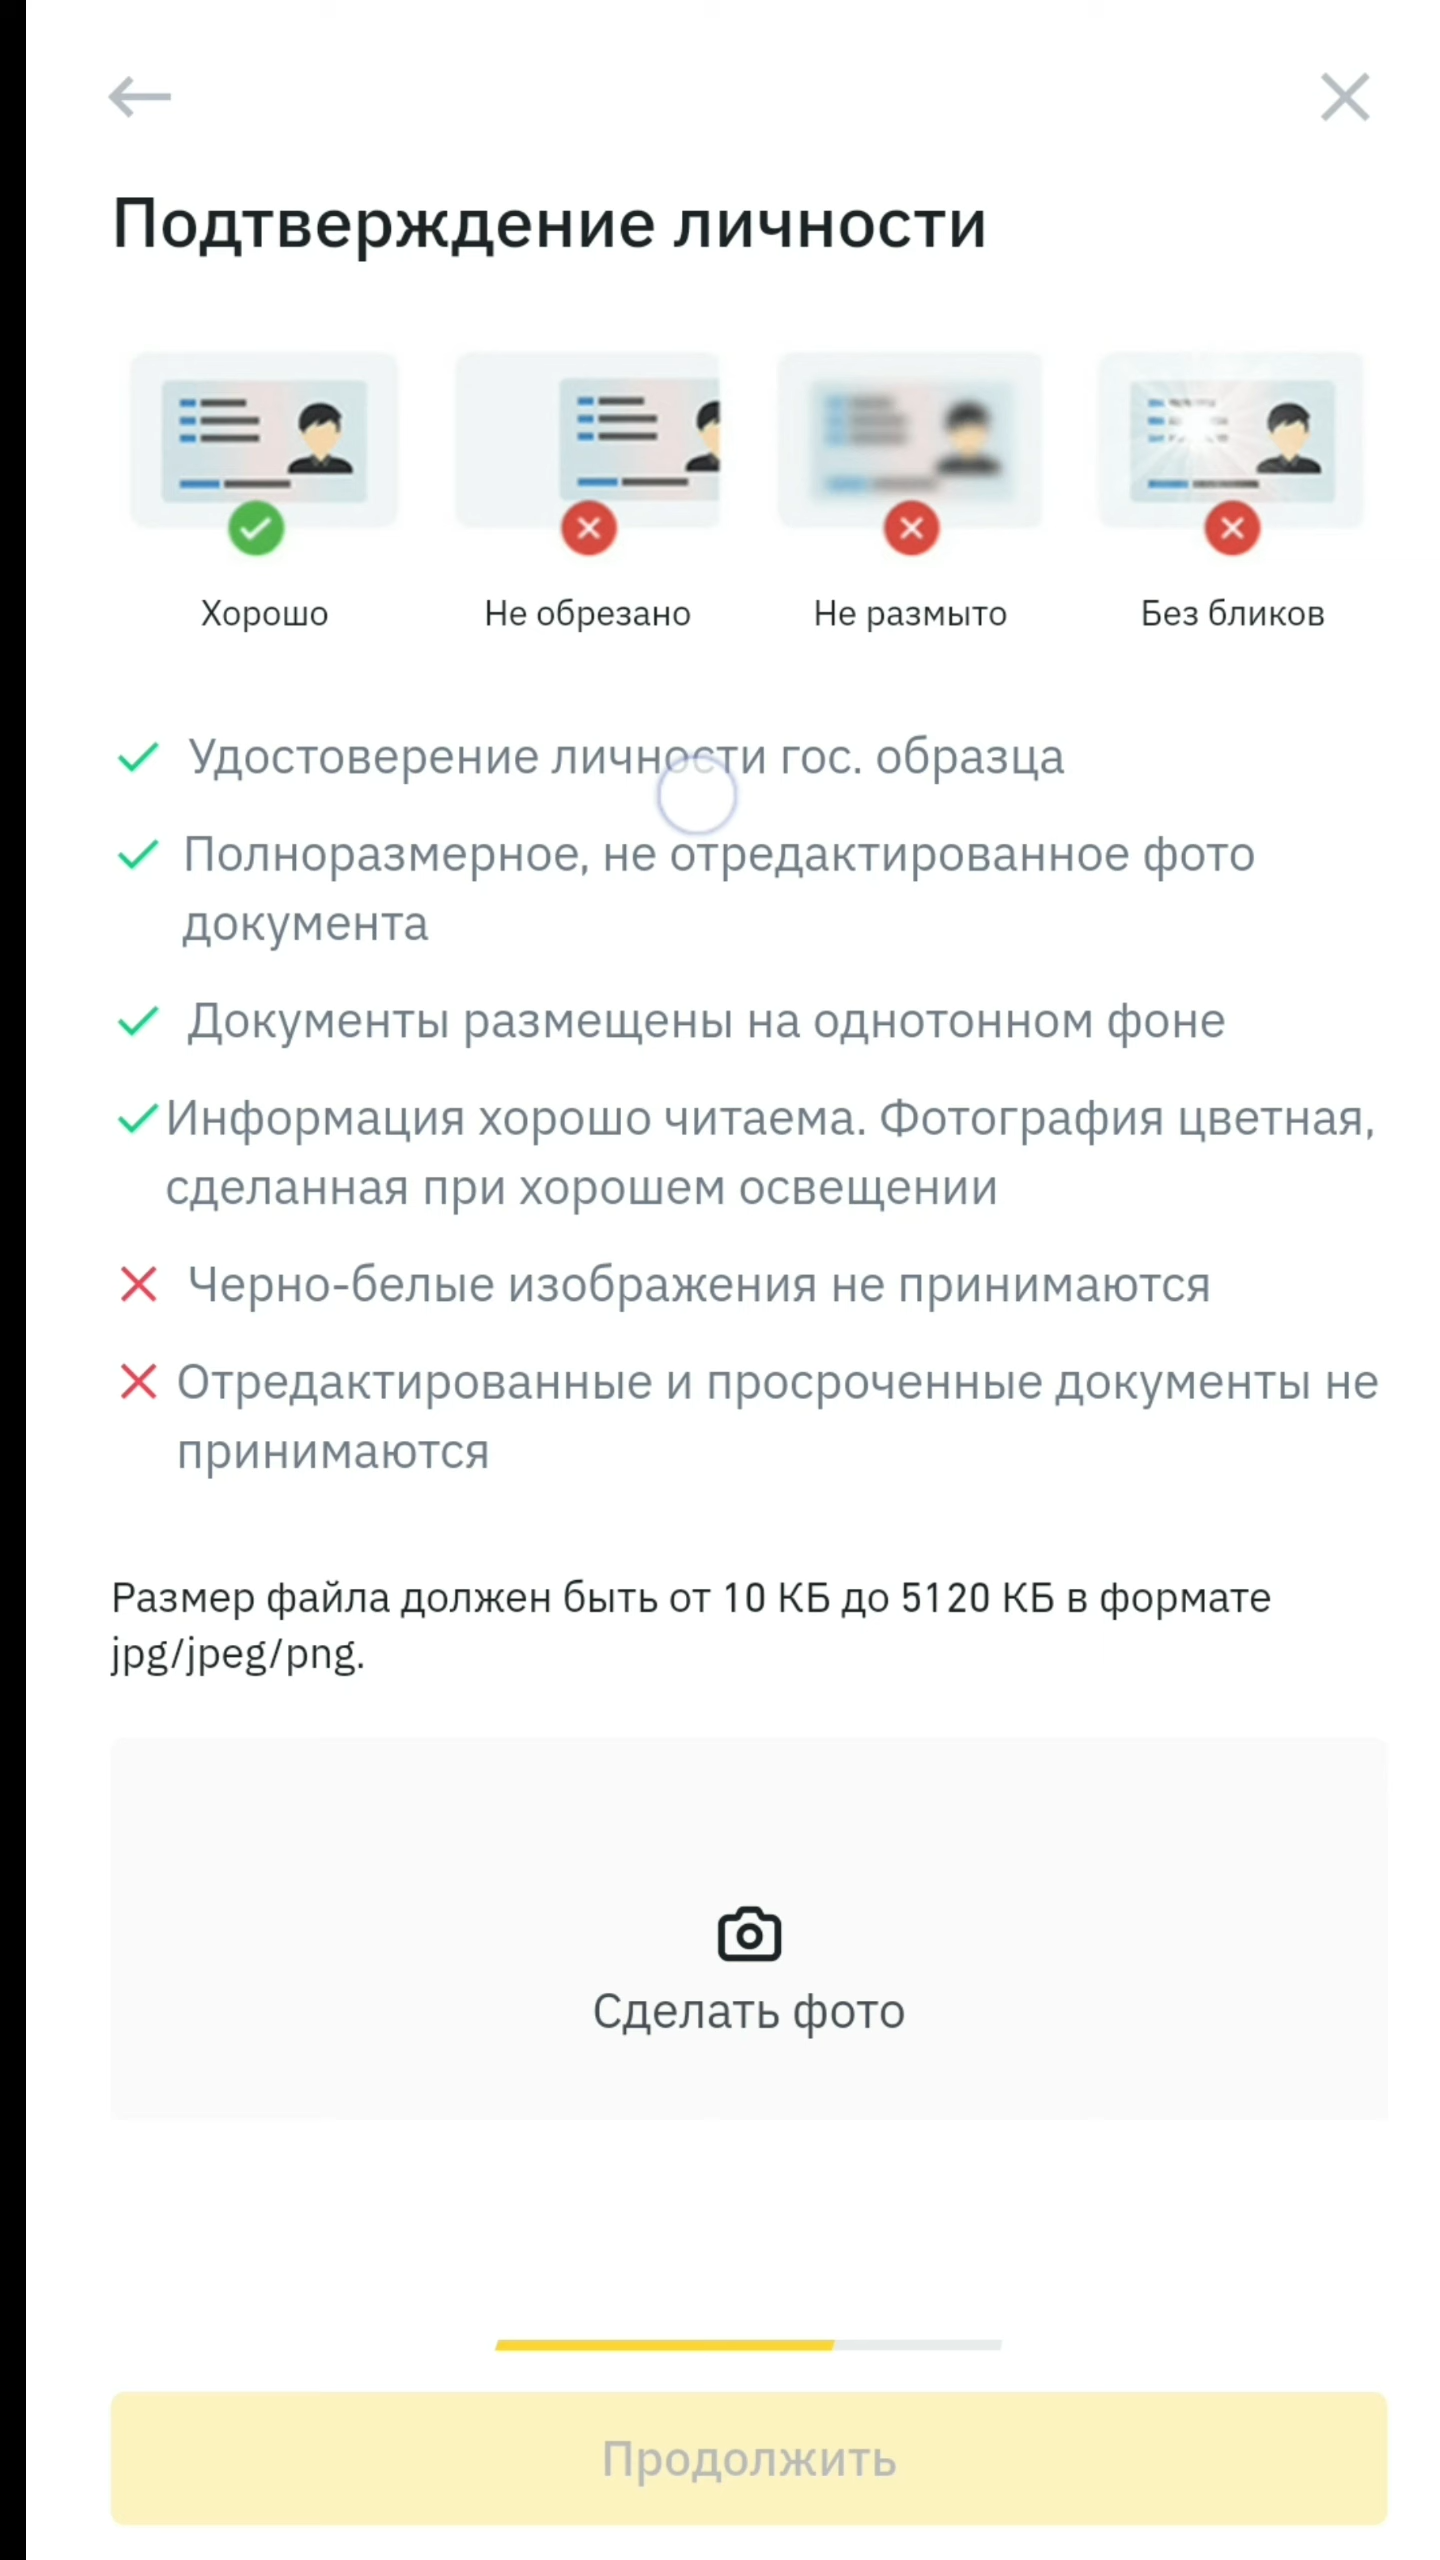 Подтверждение личности
Хорошо
Не обрезано
Не размыто
Без бликов
Удостоверение личности гос. образца
Полноразмерное, не отредактированное фото
документа
Документы размещены на однотонном фоне
Информация хорошо читаема. Фотография цветная,
сделанная при хорошем освещении
Черно-белые изображения не принимаются
Отредактированные и просроченные документы не
принимаются
Размер файла должен быть от 10 КБ до 5120 КБ в формате
jpg/jpeg/png.
Сделать фото
Продолжить